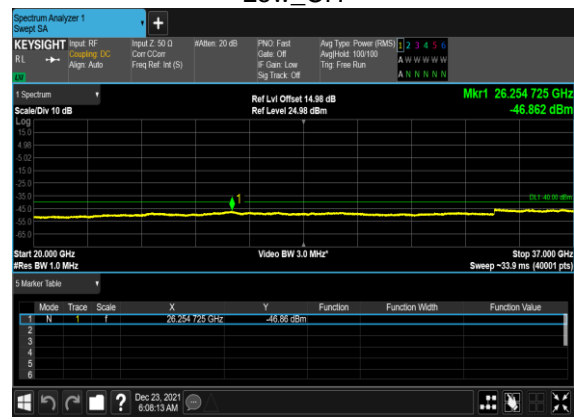 Spectrum Analyzer 1
Swept SA
+
KEYSIGHT Input: RF Input Z: 50 Ω #Atten: 20 dB PNO: Fast Avg Type: Power (RMS) 1 2 3 4 5 6
RL Coupling: DC Corr CCorr Gate: Off Avg|Hold: 100/100 A W W W W W
Align: Auto Freq Ref: Int (S) IF Gain: Low Trig: Free Run
Sig Track: Off A N N N N N
1 Spectrum
Ref Lvl Offset 14.98 dB Mkr1 26.254 725 GHz
Scale/Div 10 dB Ref Level 24.98 dBm -46.862 dBm
Log
15.0
4.98
-5.02
-15.0
-25.0
-35.0
DL1 -40.00 dBm
1
-45.0
-55.0
-65.0
Start 20.000 GHz Video BW 3.0 MHz* Stop 37.000 GHz
#Res BW 1.0 MHz Sweep ~33.9 ms (40001 pts)
5 Marker Table
Mode Trace Scale X Y Function Function Width Function Value
1 N 1 f 26.254 725 GHz -46.86 dBm
2
3
4
5
6
? Dec 23, 2021
6:08:13 AM